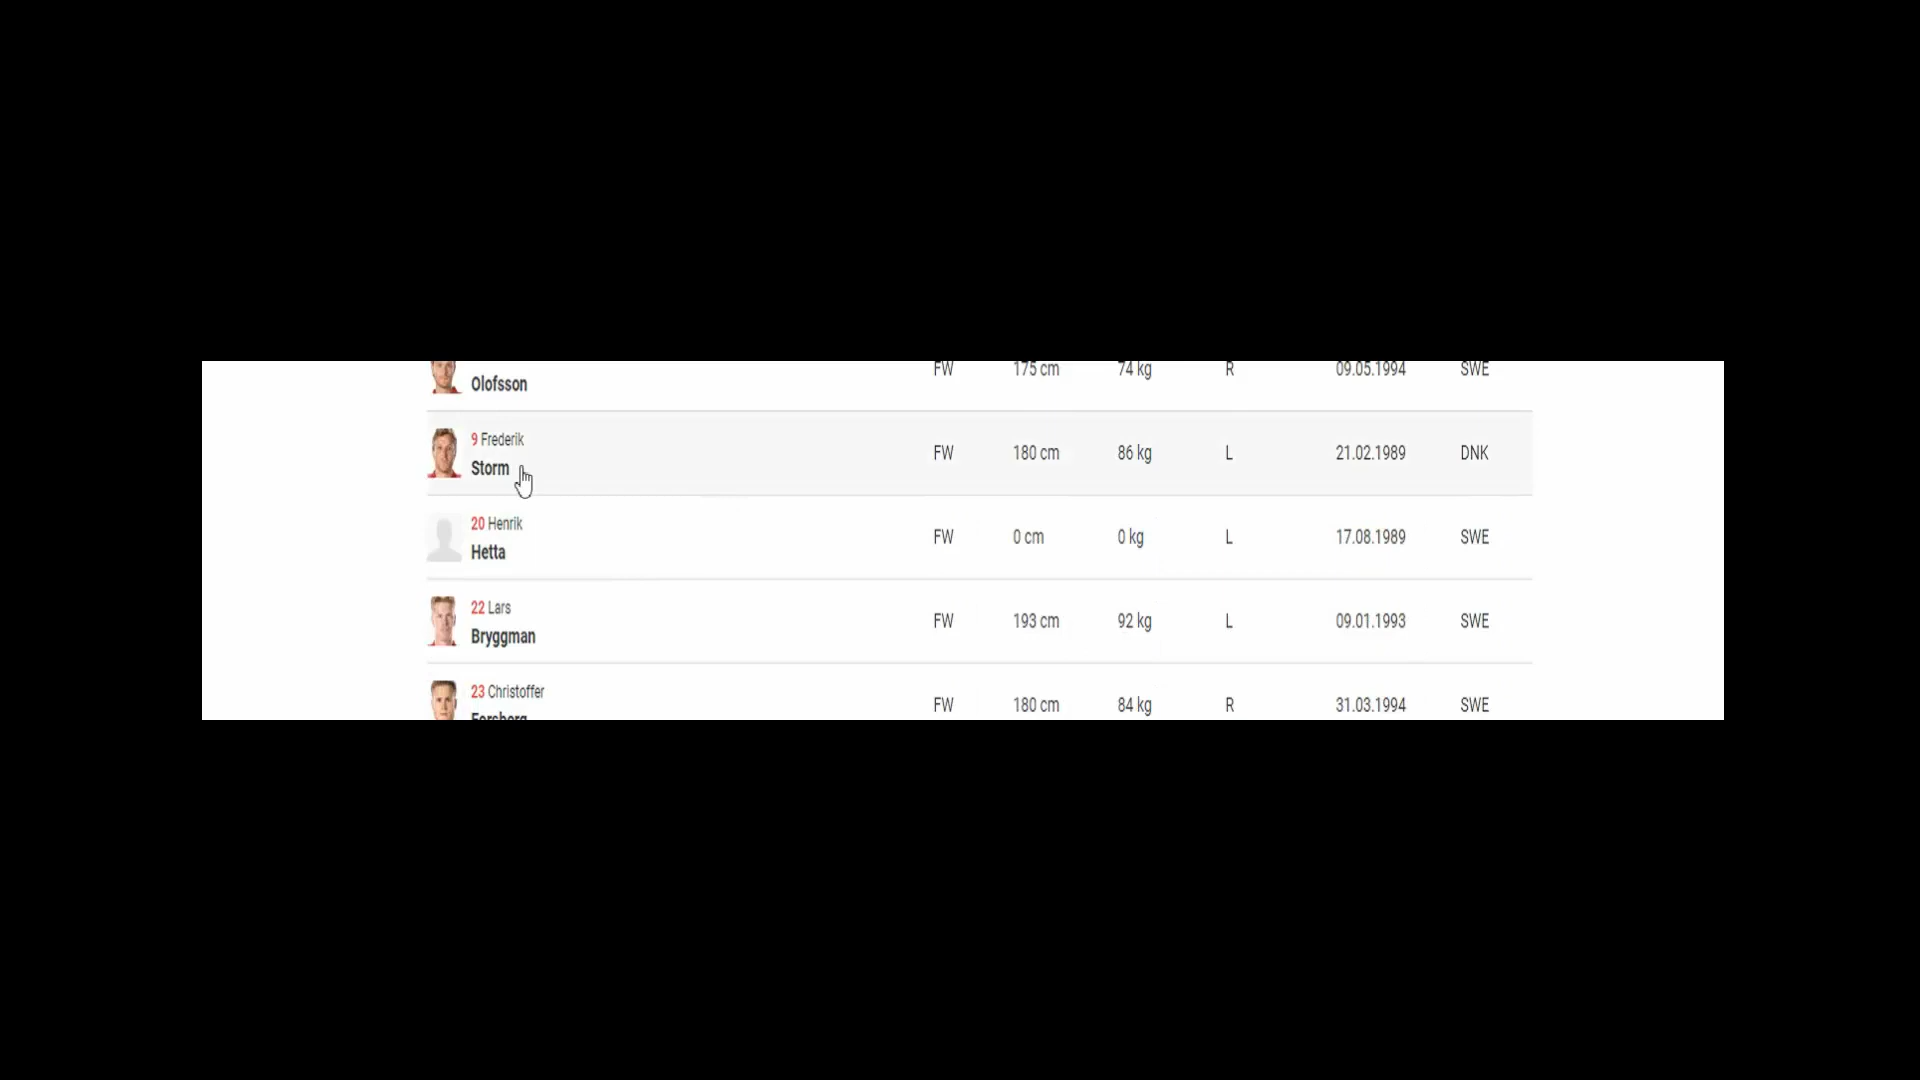 Olofsson FW 175 cm 74 kg R 09.05.1994 SWE
9 Frederik
Storm FW 180 cm 86 kg L 21.02.1989 DNK
20 Henrik
Hetta FW 0 cm 0 kg L 17.08.1989 SWE
22 Lars
Bryggman FW 193 cm 92 kg L 09.01.1993 SWE
23 Christoffer
Forsberg FW 180 cm 84 kg R 31.03.1994 SWE